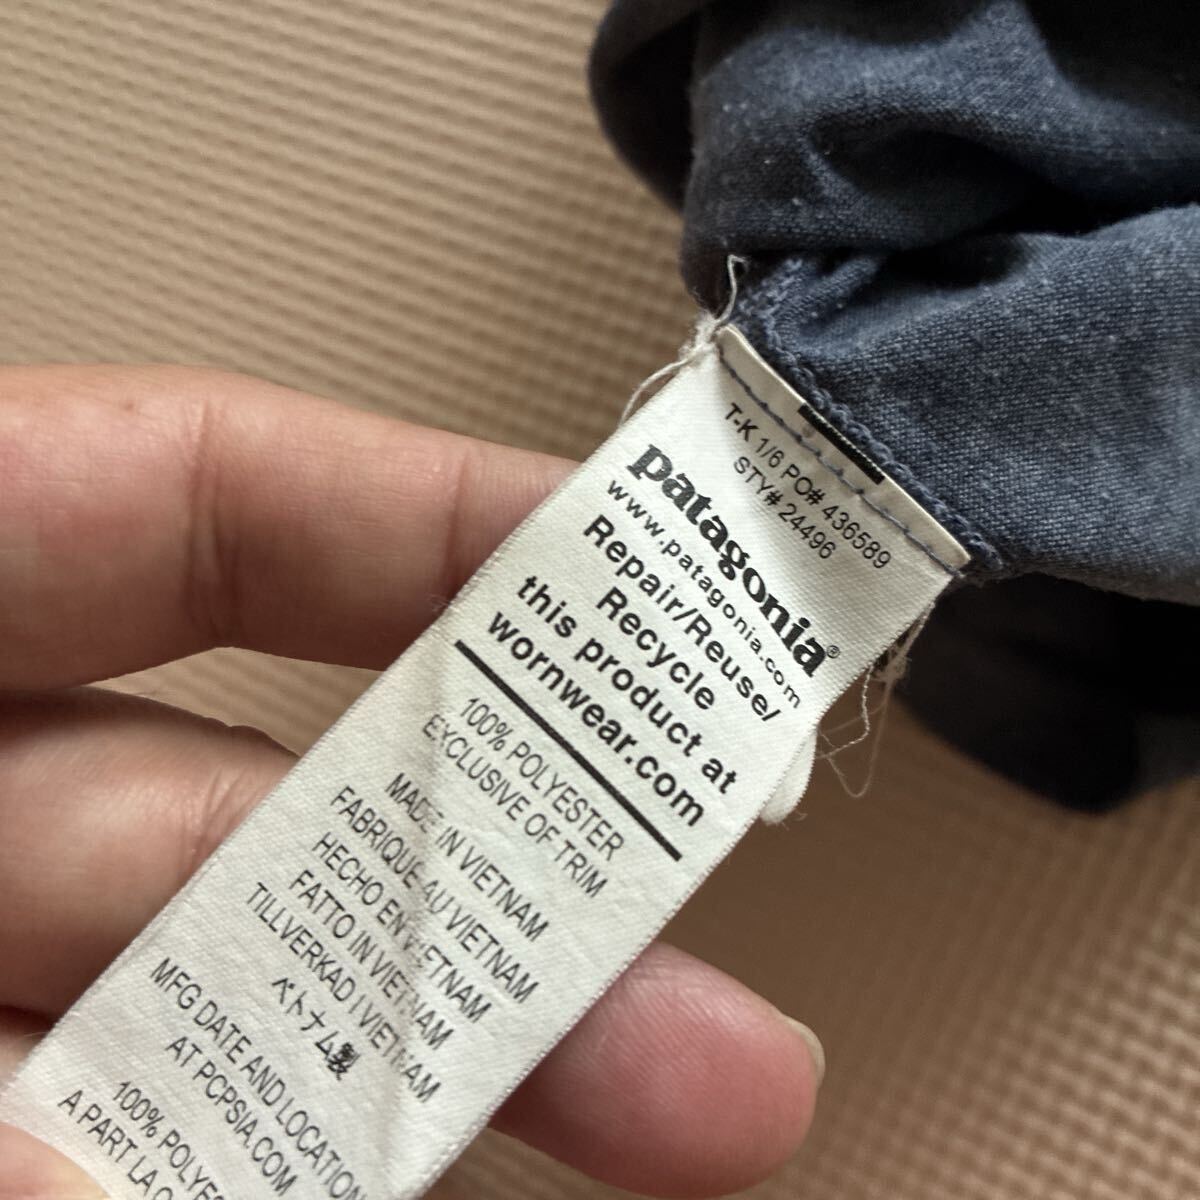 T-K 1/6 PO# 436589
STY# 24496
patagonia®
www.patagonia.com
Repair/Reuse/
Recycle
this product at
wornwear.com
100% POLYESTER
EXCLUSIVE OF TRIM
MADE IN VIETNAM
FABRIQUE AU VIETNAM
HECHO EN VIETNAM
FATTO IN VIETNAM
TILLVERKAD I VIETNAM
ベトナム製
MFG DATE AND LOCATION
AT PCPSIA.COM
100% POLYES
A PART LA